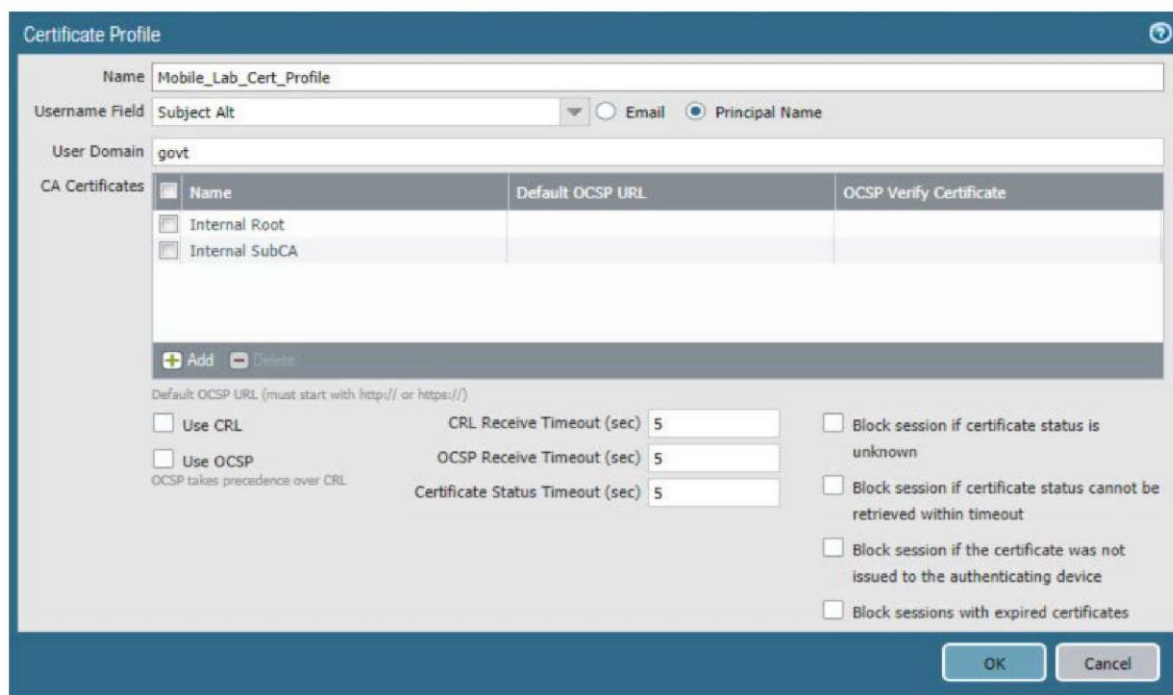 Certificate Profile
Name Mobile_Lab_Cert_Profile
Username Field Subject Alt Email Principal Name
User Domain govt
CA Certificates Name Default OCSP URL OCSP Verify Certificate
Internal Root
Internal SubCA
Add Delete
Default OCSP URL (must start with http:// or https://)
Use CRL
Use OCSP
OCSP takes precedence over CRL
CRL Receive Timeout (sec) 5
OCSP Receive Timeout (sec) 5
Certificate Status Timeout (sec) 5
Block session if certificate status is
unknown
Block session if certificate status cannot be
retrieved within timeout
Block session if the certificate was not
issued to the authenticating device
Block sessions with expired certificates
OK Cancel